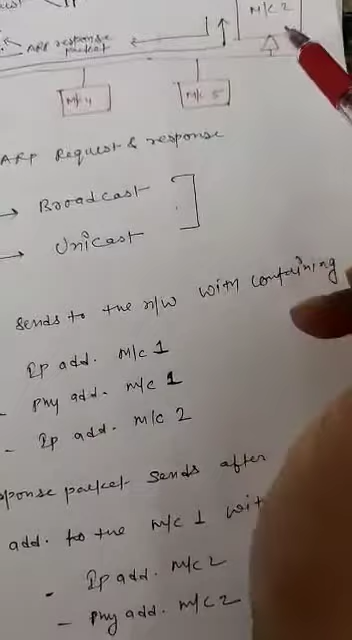 M/C 2
ARP response
packet
M/C 4
M/C 5
ARP Request & response
→ Broadcast
→ Unicast
sends to the n/w with containing
Ip add. M/C 1
- Phy add. M/C 1
- Ip add. M/C 2
sponse packet sends after
add. to the M/C 1 wit
- Ip add. M/C 2
- Phy add. M/C 2